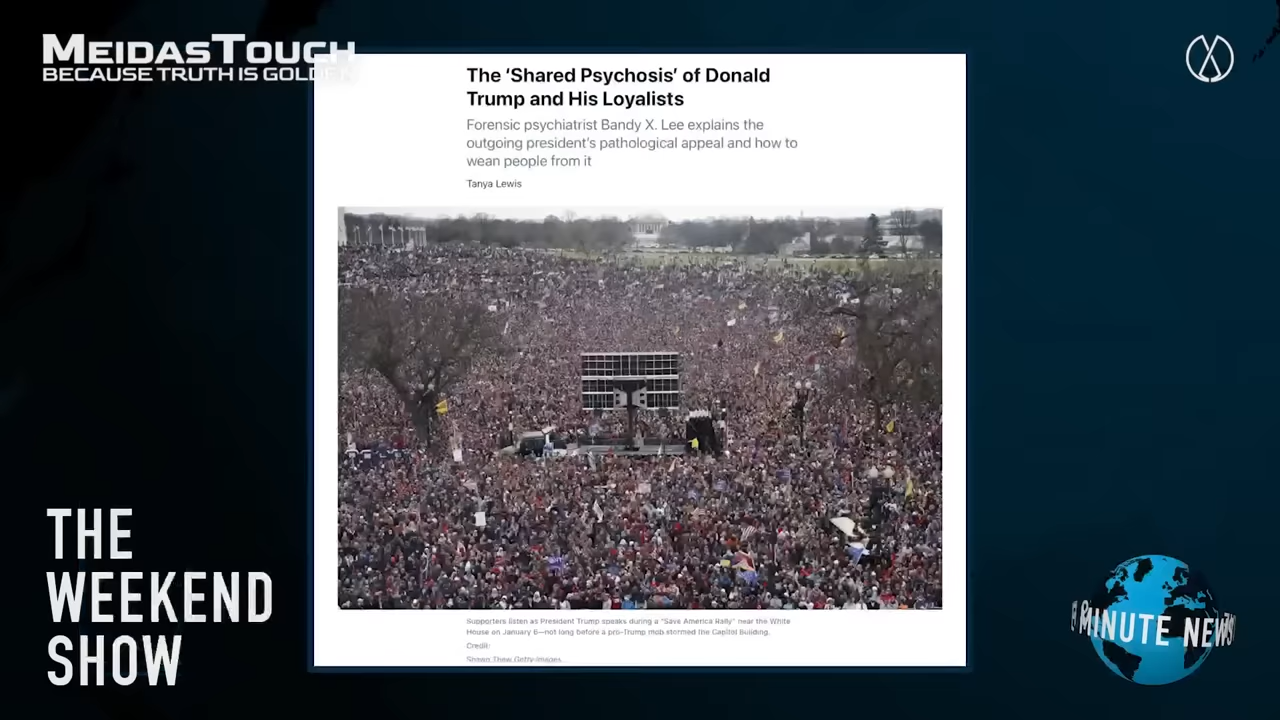 MEIDASTOUCH
BECAUSE TRUTH IS GOLDEN
The ‘Shared Psychosis’ of Donald
Trump and His Loyalists
Forensic psychiatrist Bandy X. Lee explains the
outgoing president’s pathological appeal and how to
wean people from it
Tanya Lewis
Supporters listen as President Trump speaks during a “Save America Rally” near the White
House on January 6—not long before a pro-Trump mob stormed the Capitol building.
Credit:
Getty Images
THE
WEEKEND
SHOW
MINUTE NEWS